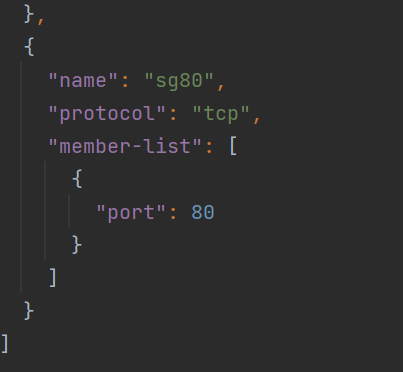 },
{
"name": "sg80",
"protocol": "tcp",
"member-list": [
{
"port": 80
}
]
}
]